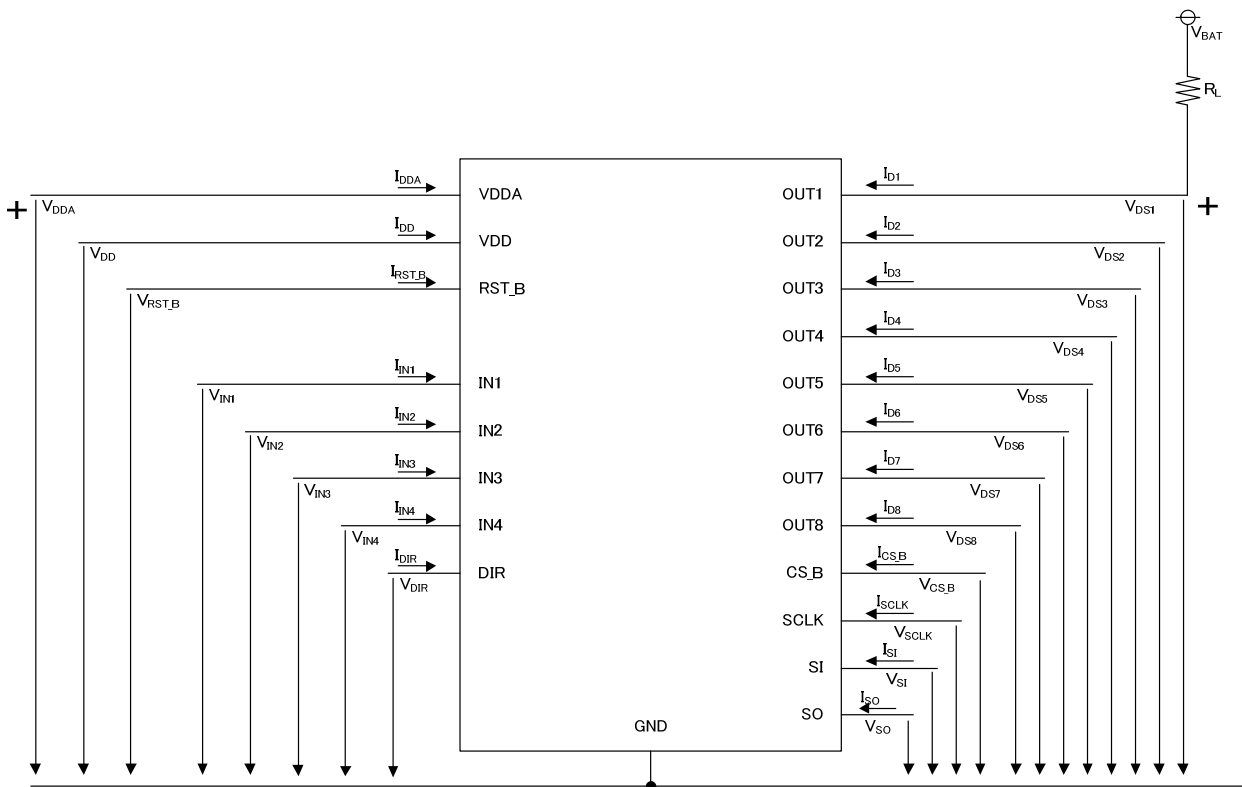 V_BAT
R_L
I_DDA
VDDA
OUT1
I_D1
+
V_DDA
V_DS1
+
I_DD
VDD
OUT2
I_D2
V_DD
V_DS2
I_RST_B
RST_B
OUT3
I_D3
V_RST_B
V_DS3
OUT4
I_D4
V_DS4
I_IN1
IN1
OUT5
I_D5
V_IN1
V_DS5
I_IN2
IN2
OUT6
I_D6
V_IN2
V_DS6
I_IN3
IN3
OUT7
I_D7
V_IN3
V_DS7
I_IN4
IN4
OUT8
I_D8
V_IN4
V_DS8
I_DIR
DIR
CS_B
I_CS_B
V_DIR
V_CS_B
SCLK
I_SCLK
V_SCLK
SI
I_SI
V_SI
SO
I_SO
V_SO
GND